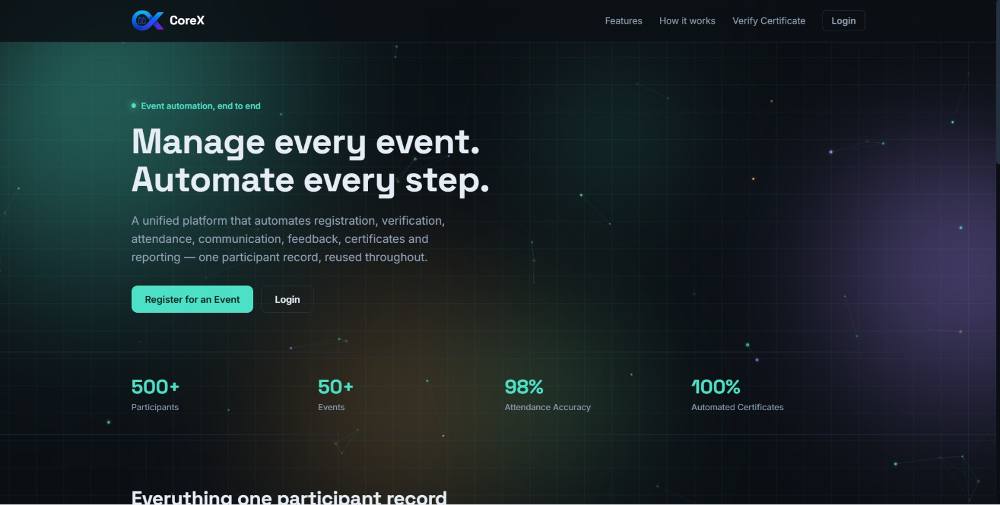 CoreX
Features
How it works
Verify Certificate
Login
Event automation, end to end
Manage every event.
Automate every step.
A unified platform that automates registration, verification,
attendance, communication, feedback, certificates and
reporting — one participant record, reused throughout.
Register for an Event
Login
500+
Participants
50+
Events
98%
Attendance Accuracy
100%
Automated Certificates
Everything one participant record